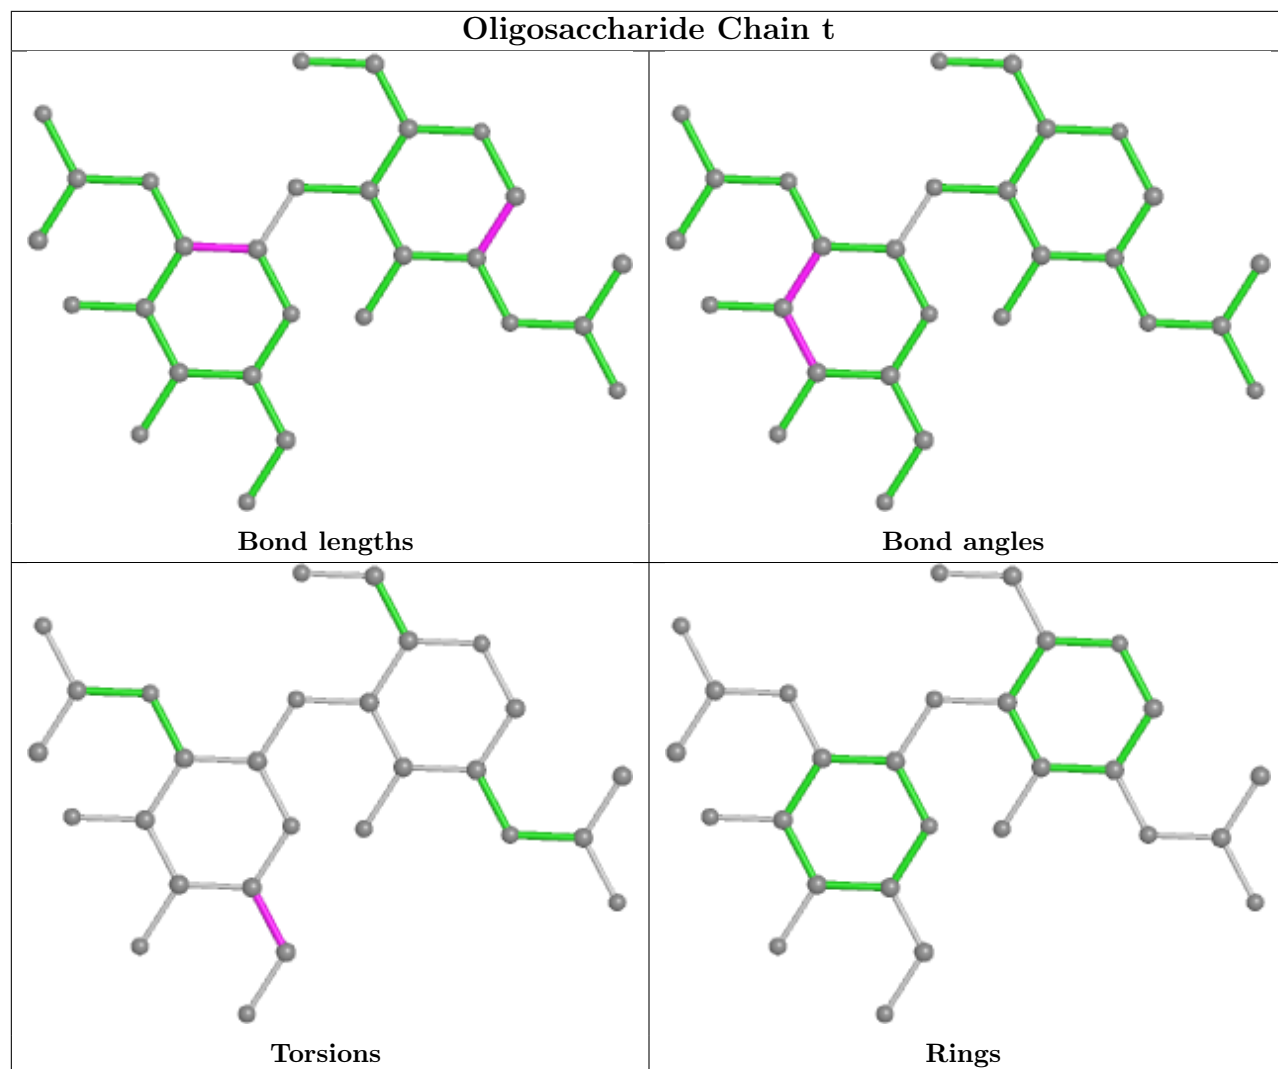 Oligosaccharide Chain t
Bond lengths
Bond angles
Torsions
Rings